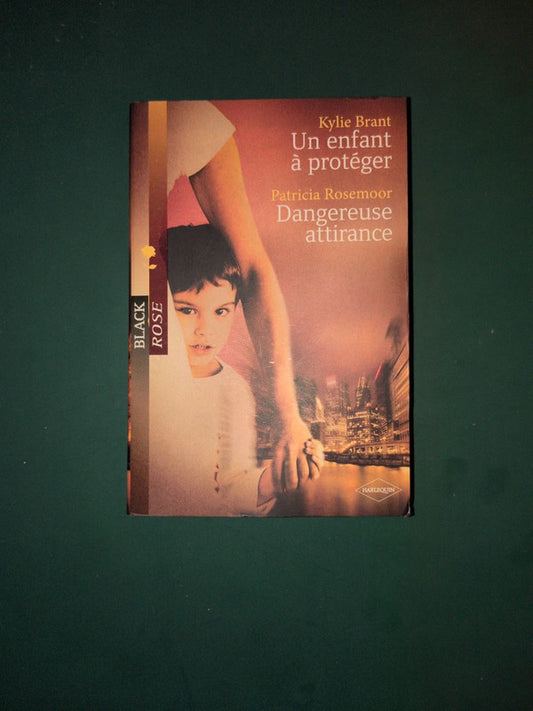 Kylie Brant
Un enfant
à protéger
Patricia Rosemoor
Dangereuse
attirance
BLACK
ROSE
HARLEQUIN